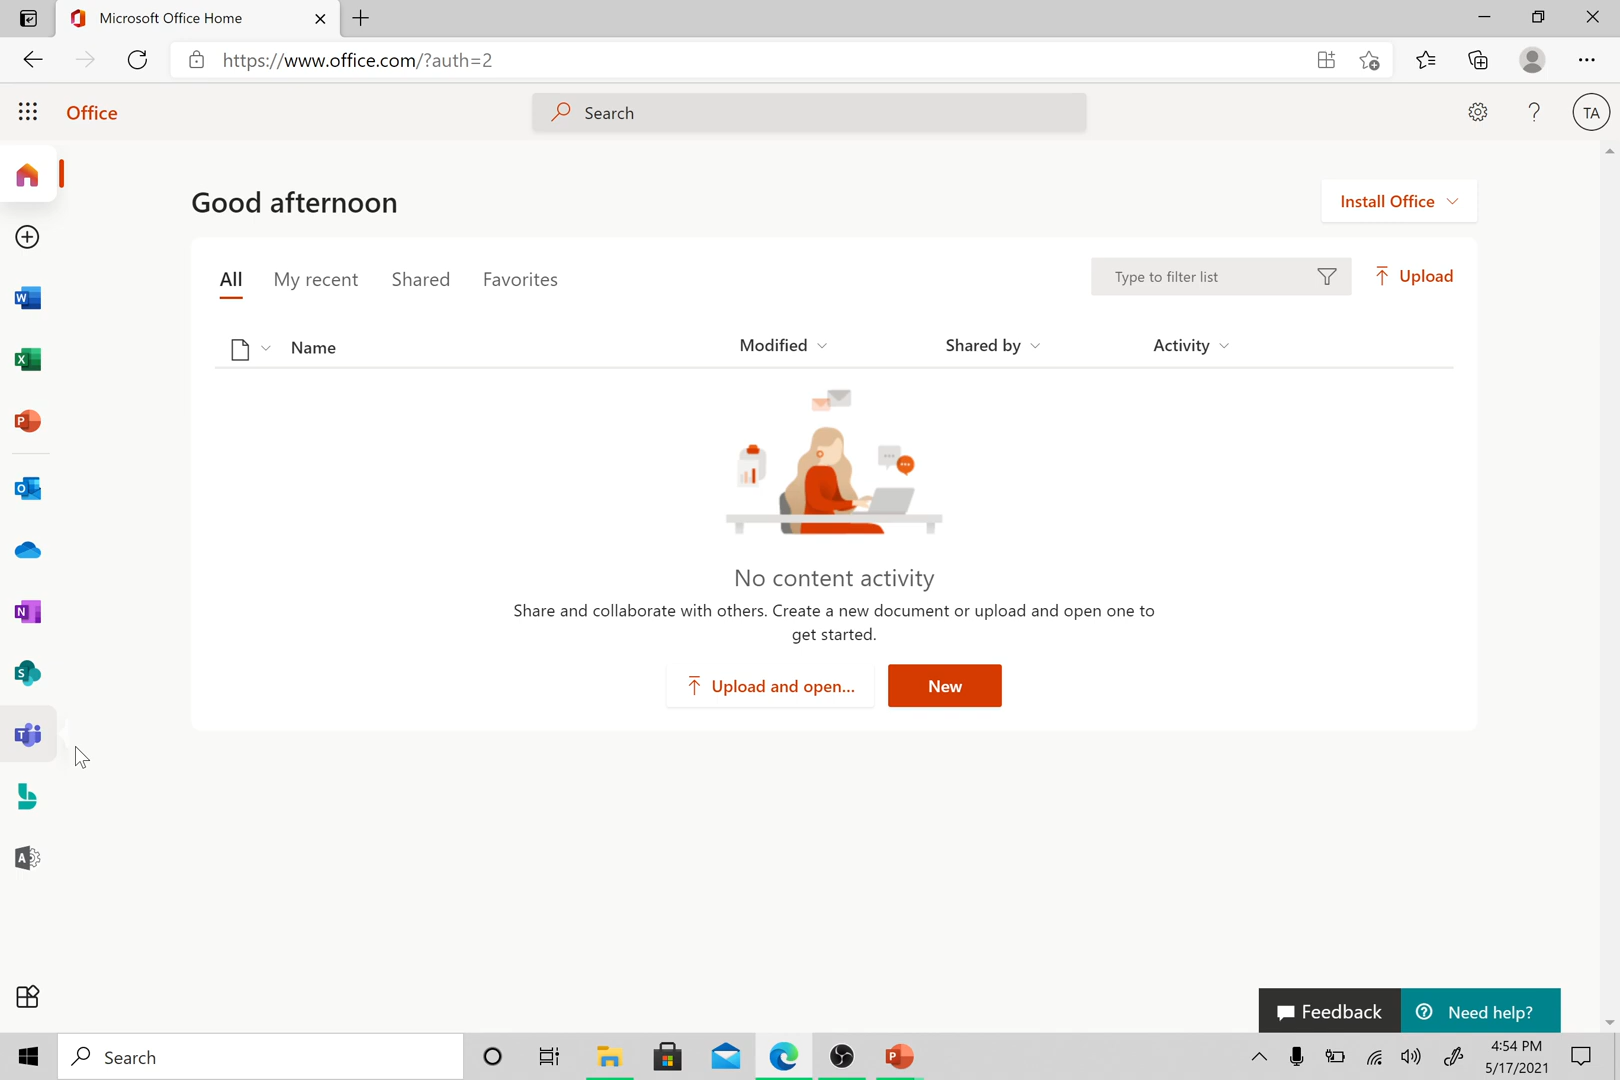 Microsoft Office Home
https://www.office.com/?auth=2
Office
Search
TA
Good afternoon
Install Office
All
My recent
Shared
Favorites
Type to filter list
Upload
Name
Modified
Shared by
Activity
W
X
P
O
N
S
T
A
No content activity
Share and collaborate with others. Create a new document or upload and open one to
get started.
Upload and open...
New
Feedback
Need help?
Search
P
4:54 PM
5/17/2021